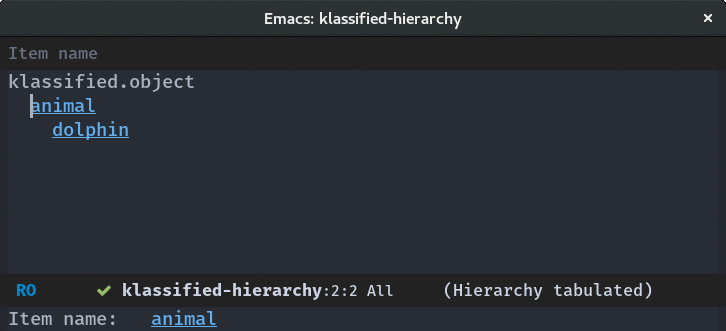 Emacs: klassified-hierarchy ×
Item name
klassified.object
animal
dolphin
RO ✔ klassified-hierarchy:2:2 All (Hierarchy tabulated)
Item name: animal